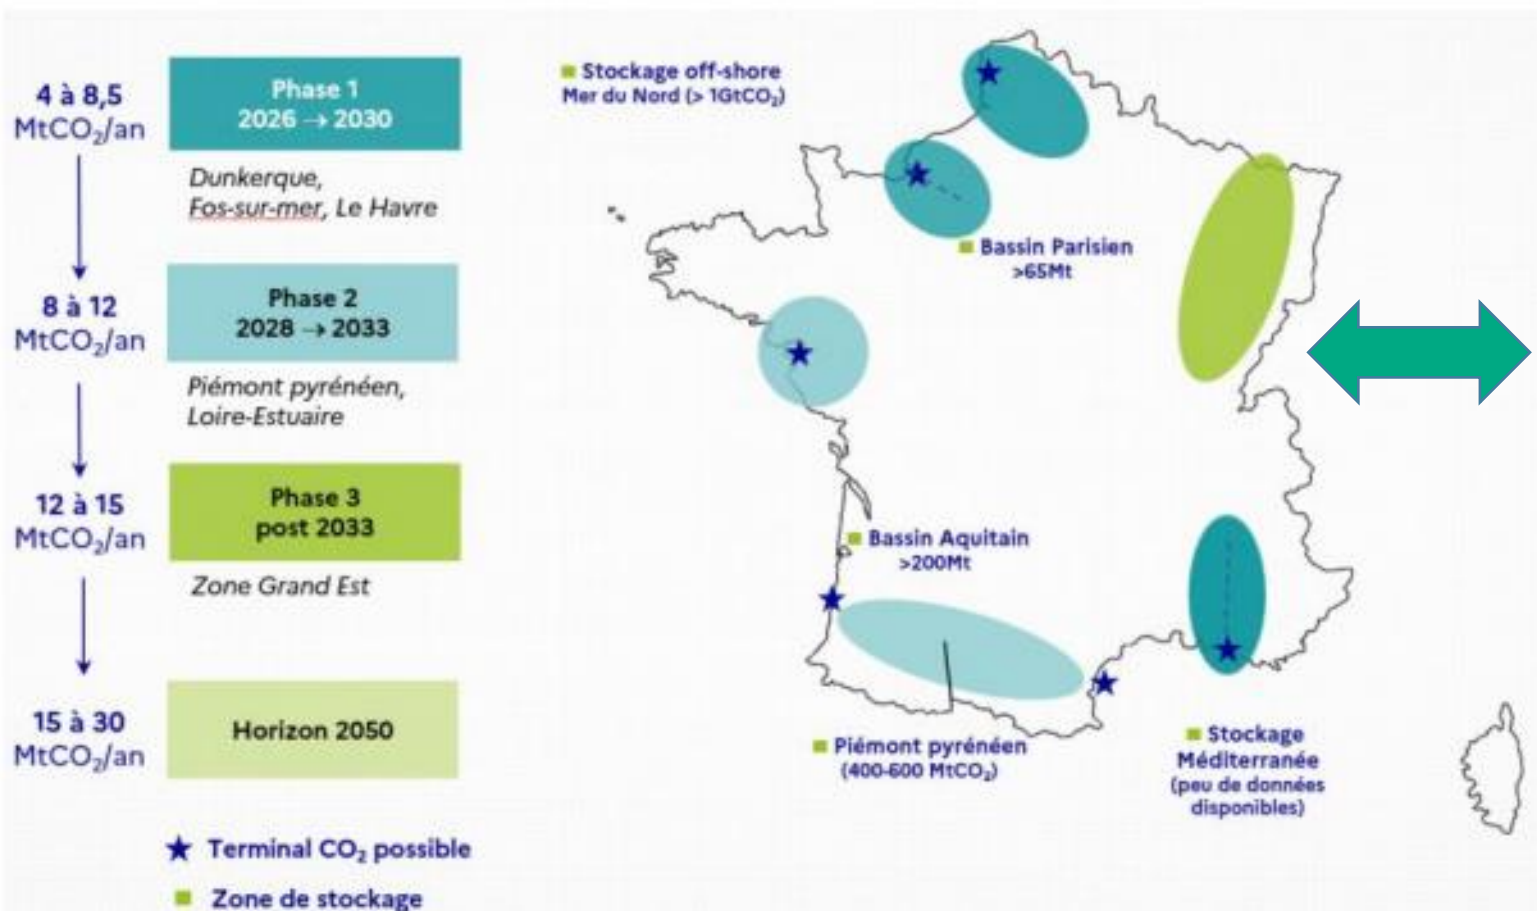 4 à 8,5
MtCO₂/an
Phase 1
2026 → 2030
Dunkerque,
Fos-sur-mer, Le Havre
8 à 12
MtCO₂/an
Phase 2
2028 → 2033
Piémont pyrénéen,
Loire-Estuaire
12 à 15
MtCO₂/an
Phase 3
post 2033
Zone Grand Est
15 à 30
MtCO₂/an
Horizon 2050
Terminal CO₂ possible
Zone de stockage
Stockage off-shore
Mer du Nord (> 1GtCO₂)
Bassin Parisien
>65Mt
Bassin Aquitain
>200Mt
Piémont pyrénéen
(400-600 MtCO₂)
Stockage
Méditerranée
(peu de données
disponibles)